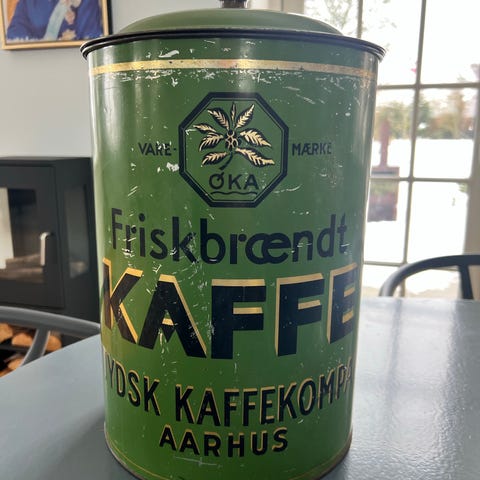 VARE- MÆRKE
ØKA
Friskbrændt
KAFFE
YDSK KAFFEKOMPA
AARHUS